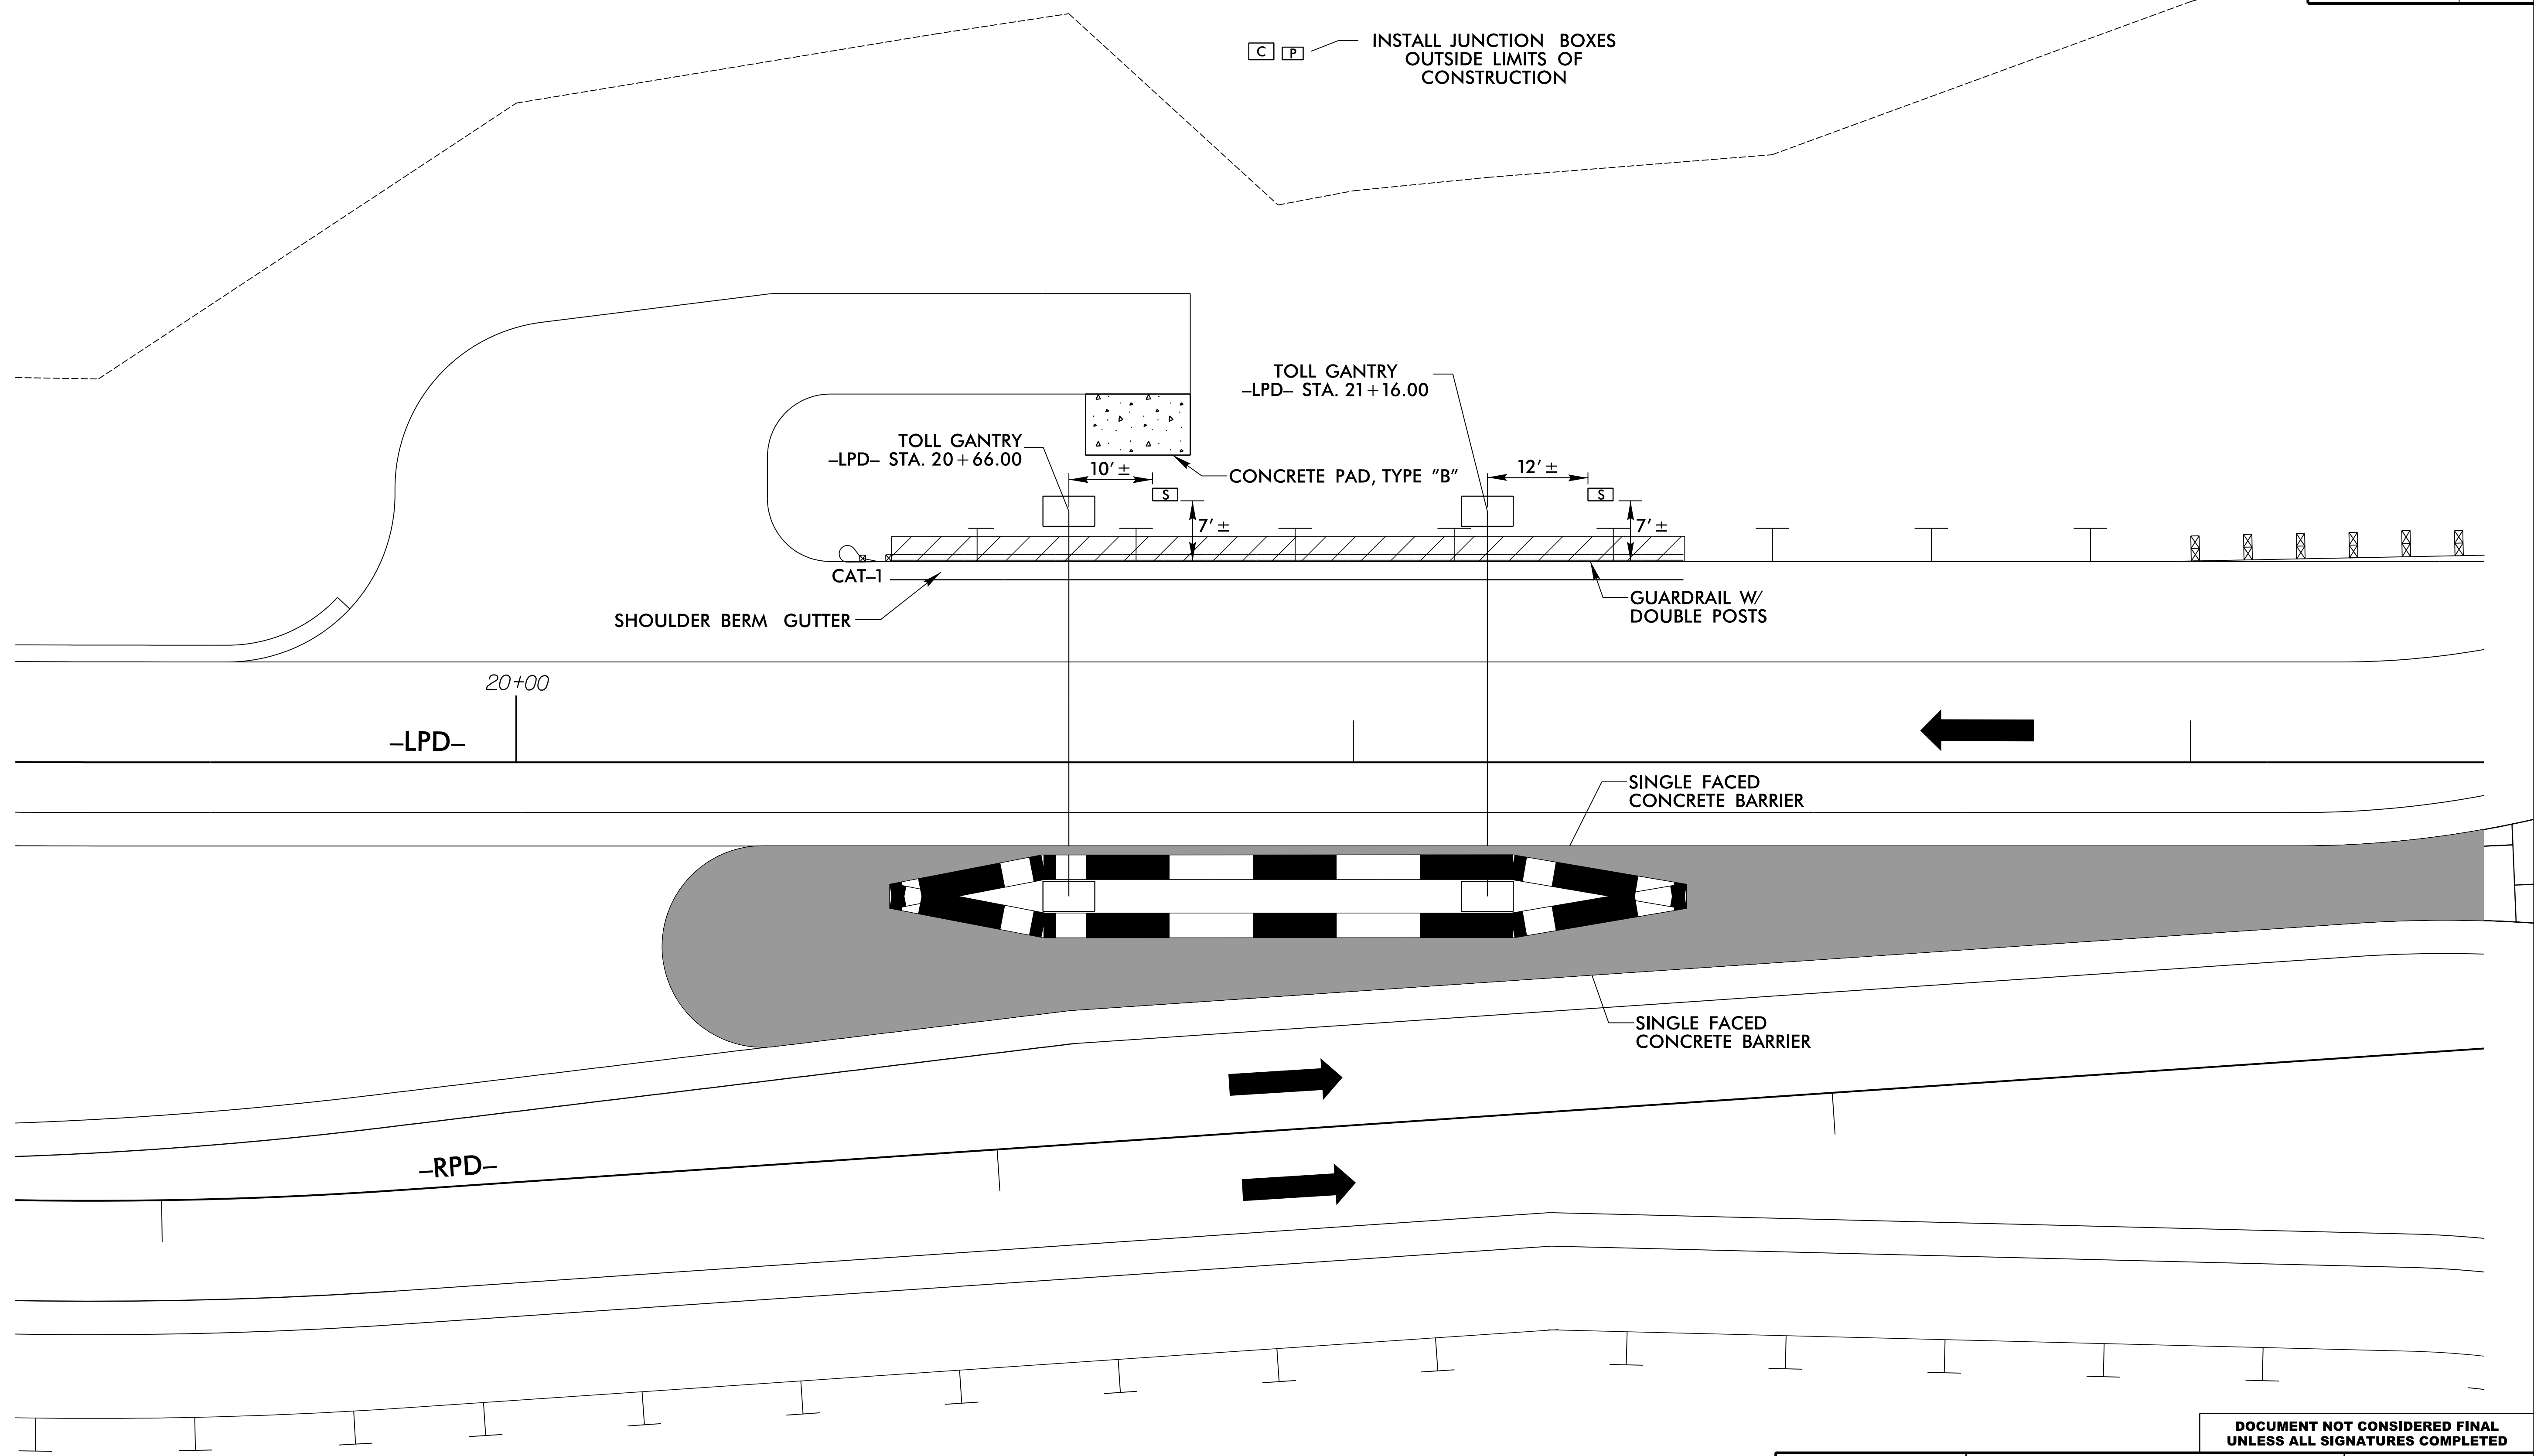 C P
INSTALL JUNCTION BOXES
OUTSIDE LIMITS OF
CONSTRUCTION
TOLL GANTRY
–LPD– STA. 21+16.00
TOLL GANTRY
–LPD– STA. 20+66.00
10' ±
12' ±
CONCRETE PAD, TYPE "B"
S
S
7' ±
7' ±
CAT–1
SHOULDER BERM GUTTER
GUARDRAIL W/
DOUBLE POSTS
20+00
–LPD–
SINGLE FACED
CONCRETE BARRIER
SINGLE FACED
CONCRETE BARRIER
–RPD–
DOCUMENT NOT CONSIDERED FINAL
UNLESS ALL SIGNATURES COMPLETED